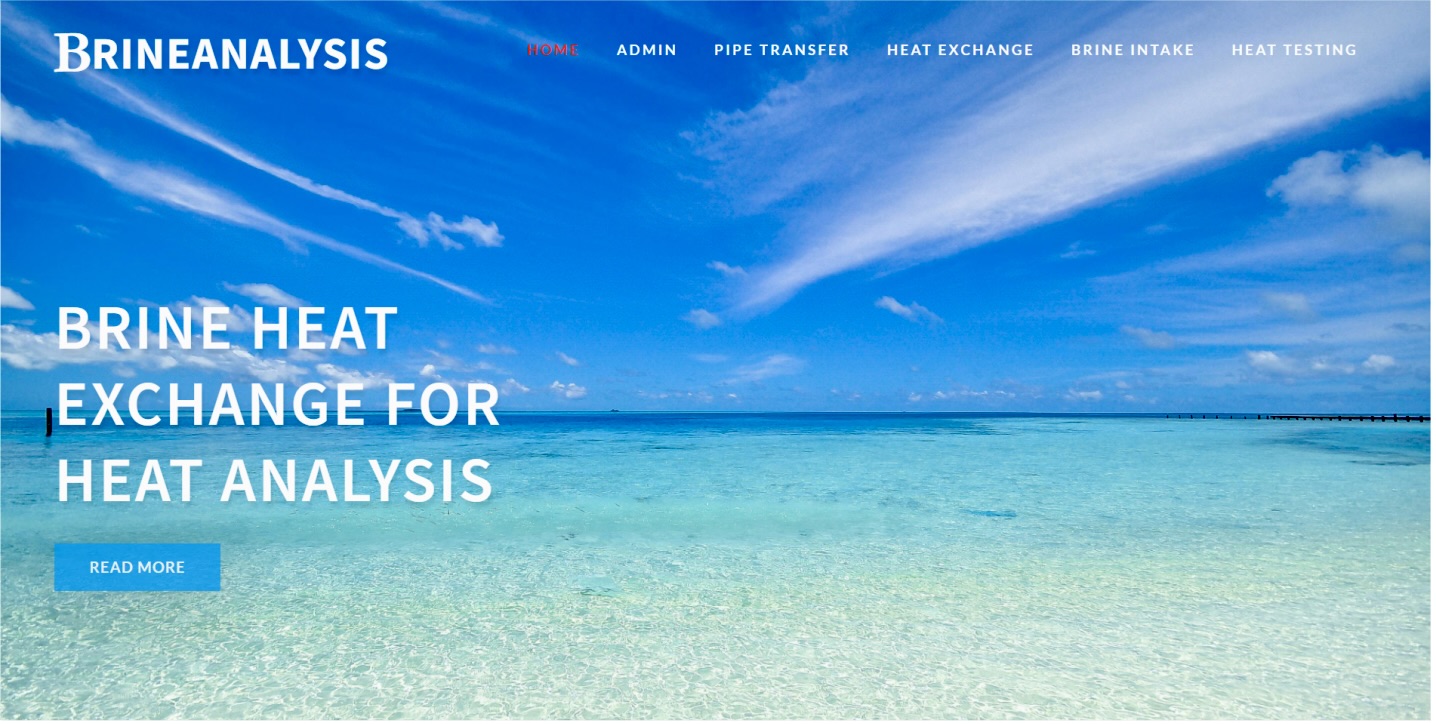 BRINEANALYSIS
HOME ADMIN PIPE TRANSFER HEAT EXCHANGE BRINE INTAKE HEAT TESTING
BRINE HEAT
EXCHANGE FOR
HEAT ANALYSIS
READ MORE